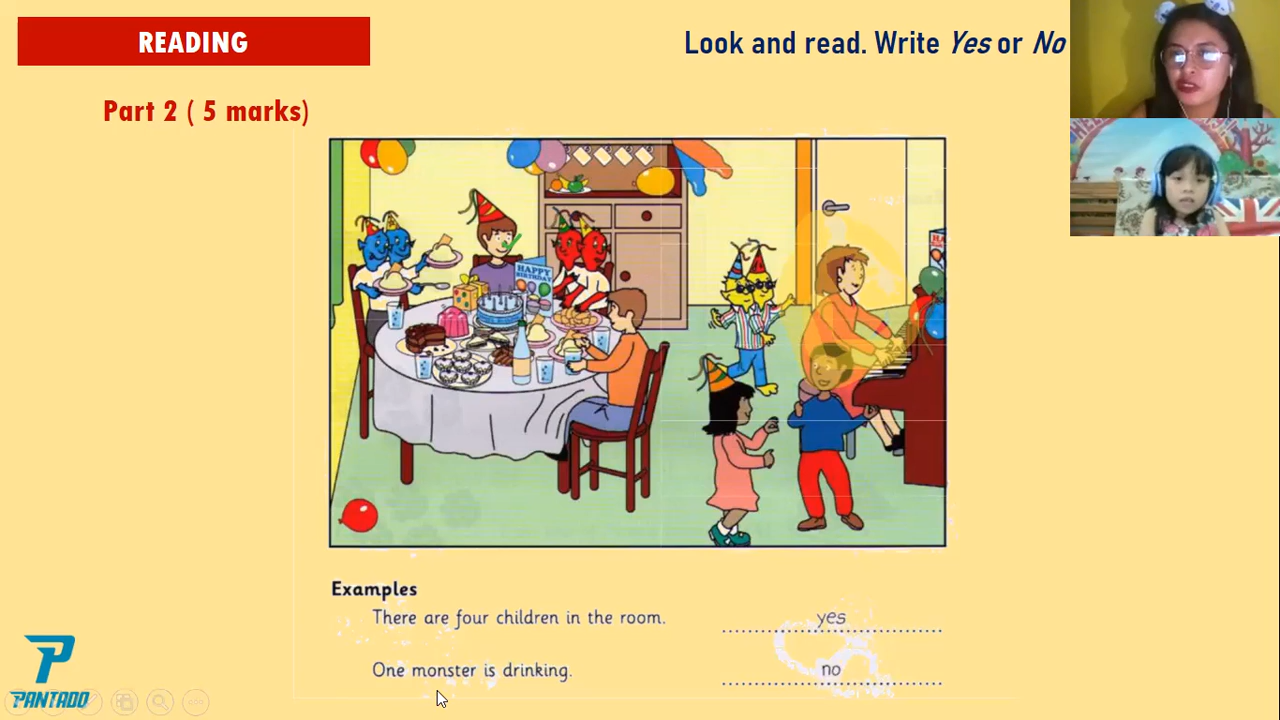 READING
Look and read. Write Yes or No
Part 2 ( 5 marks)
HAPPY
BIRTHDAY
Examples
There are four children in the room.
yes
One monster is drinking.
no
PANTADO